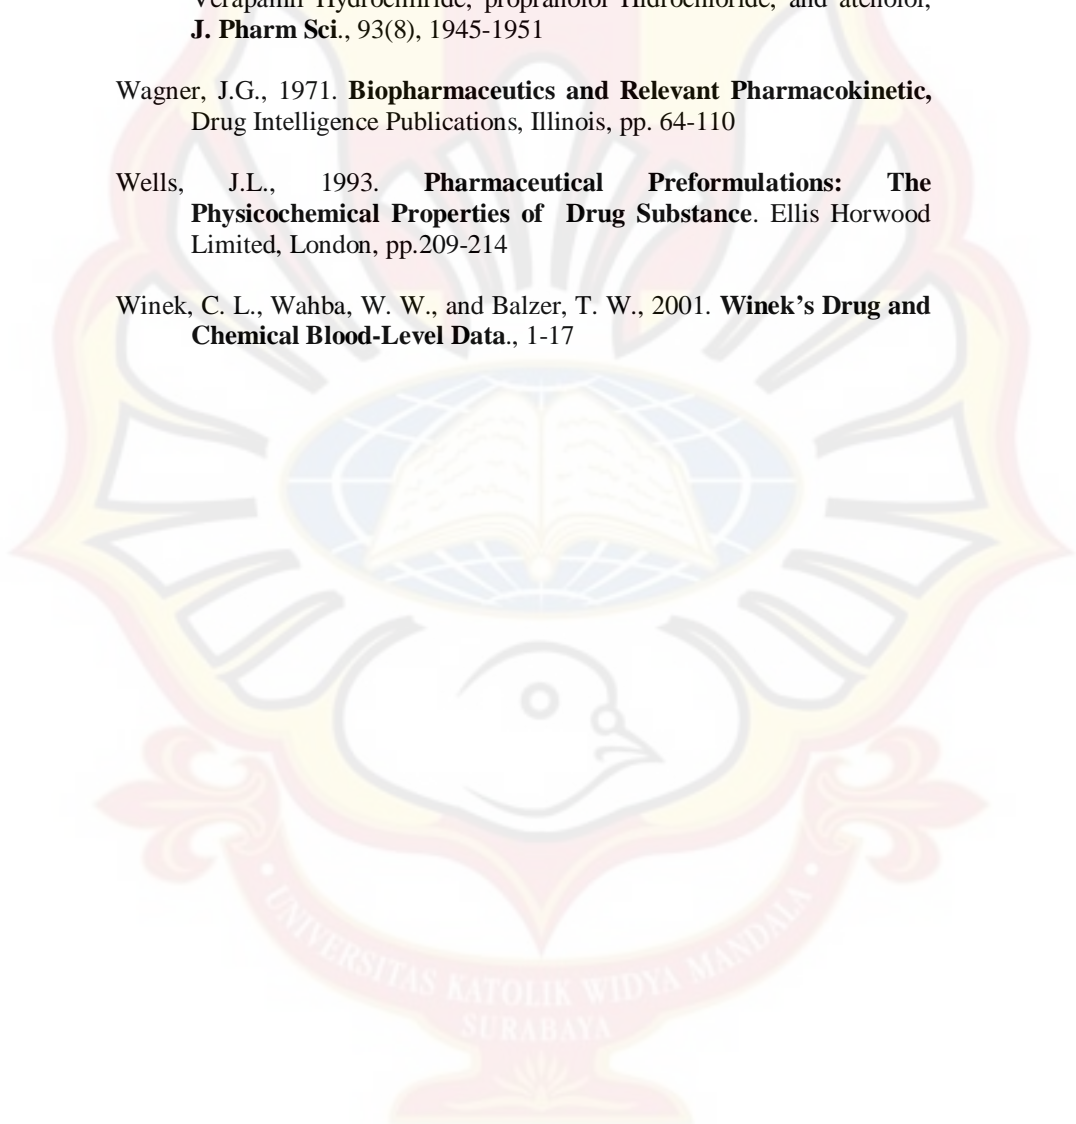 Verapamil Hydrochliride, propranolol Hidrochloride, and atenolol,
J. Pharm Sci., 93(8), 1945-1951
Wagner, J.G., 1971. Biopharmaceutics and Relevant Pharmacokinetic,
Drug Intelligence Publications, Illinois, pp. 64-110
Wells, J.L., 1993. Pharmaceutical Preformulations: The
Physicochemical Properties of Drug Substance. Ellis Horwood
Limited, London, pp.209-214
Winek, C. L., Wahba, W. W., and Balzer, T. W., 2001. Winek’s Drug and
Chemical Blood-Level Data., 1-17
• UNIVERSITAS KATOLIK WIDYA MANDALA •
SURABAYA